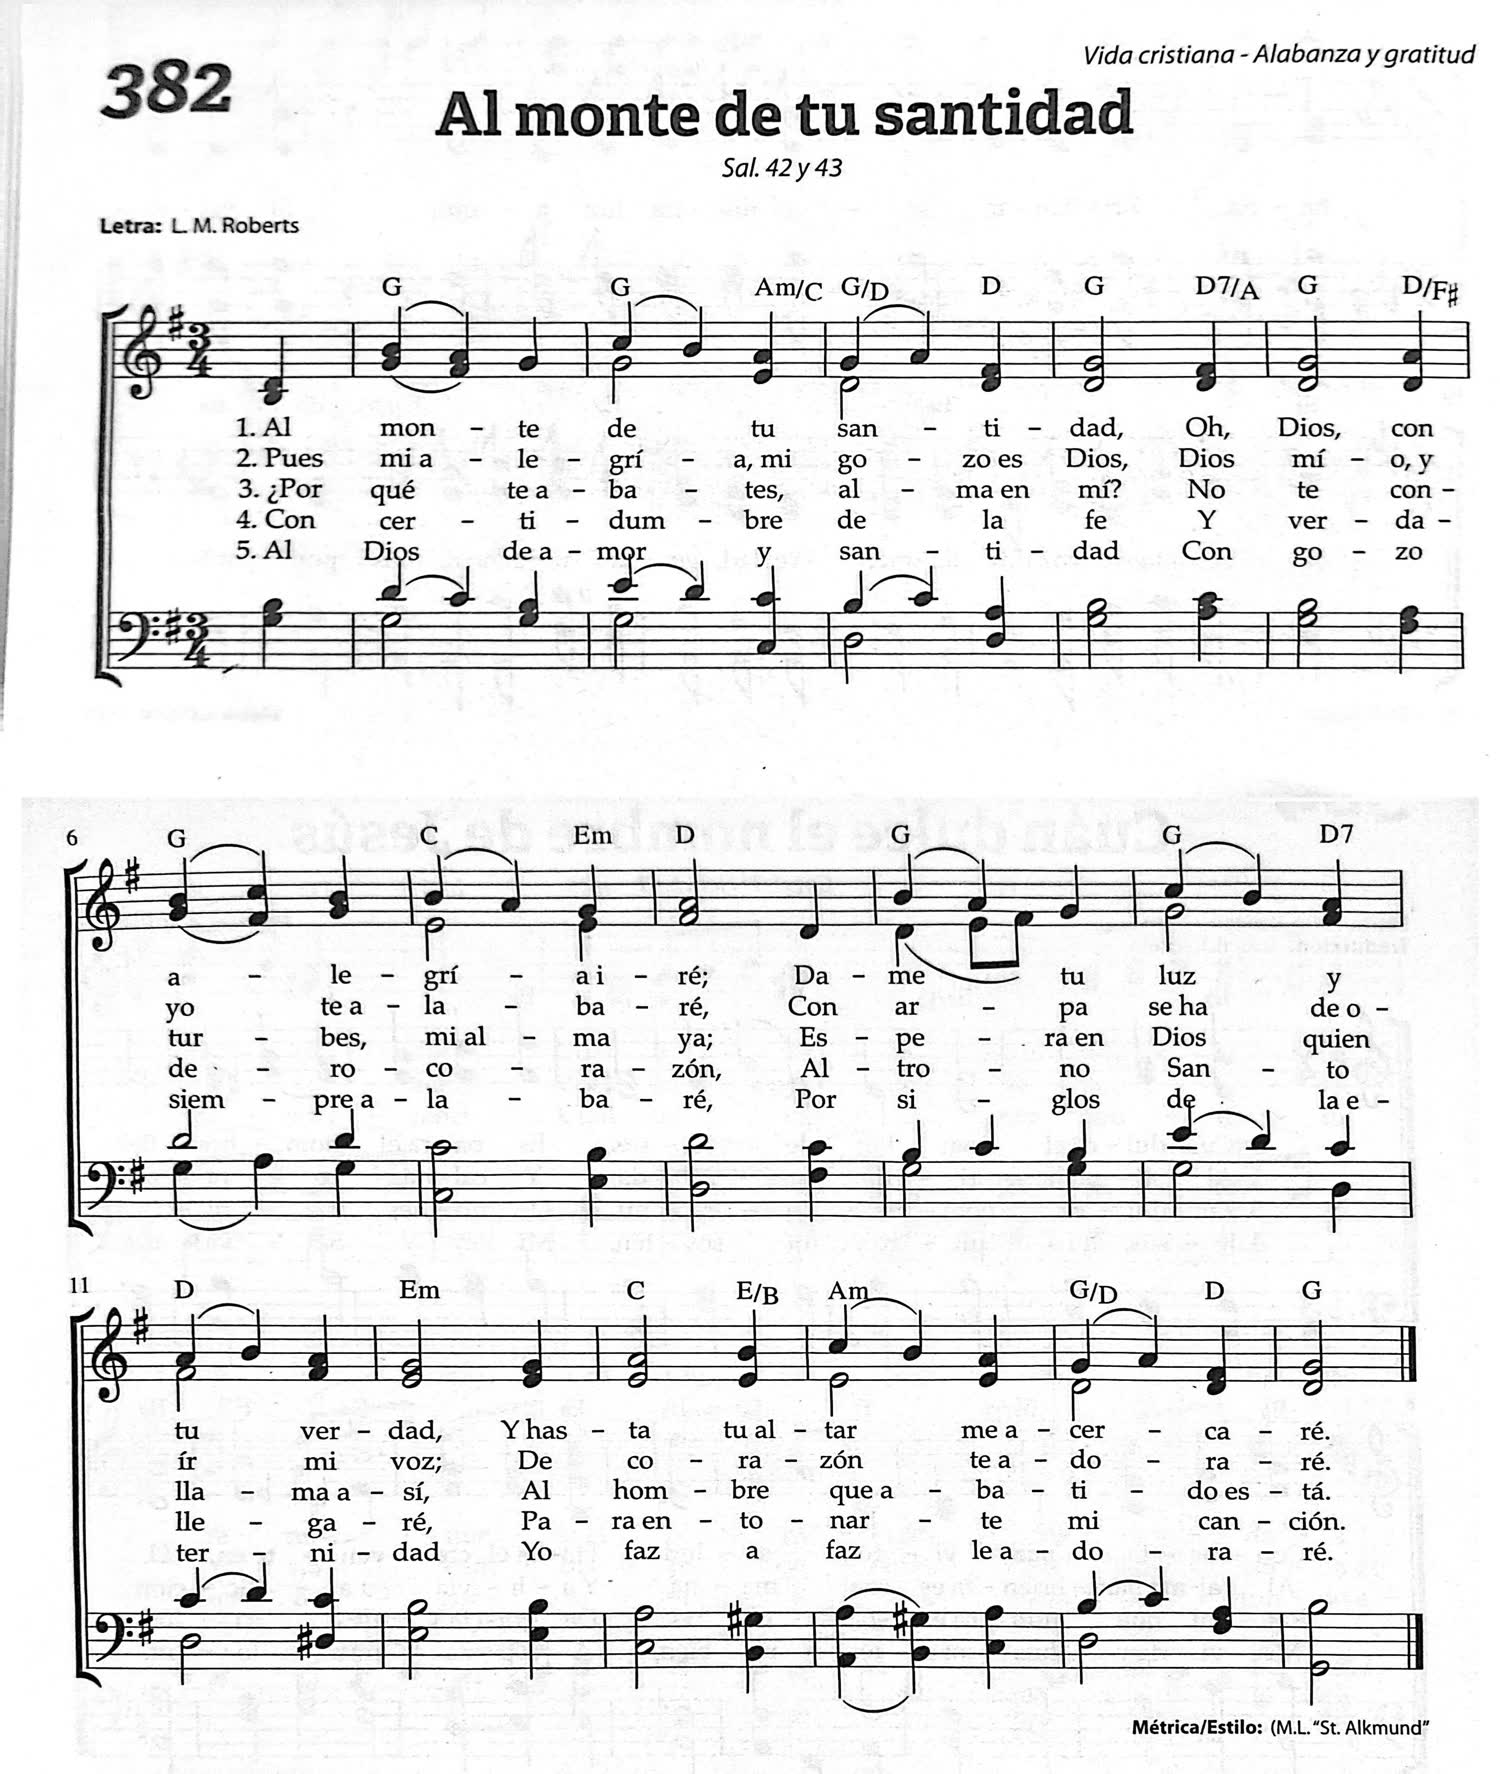 382
Vida cristiana - Alabanza y gratitud
Al monte de tu santidad
Sal. 42 y 43
Letra: L. M. Roberts
G G Am/C G/D D G D7/A G D/F♯
3/4
1. Al mon - te de tu san - ti - dad, Oh, Dios, con
2. Pues mi a - le - grí - a, mi go - zo es Dios, Dios mí - o, y
3. ¿Por qué te a - ba - tes, al - ma en mí? No te con -
4. Con cer - ti - dum - bre de la fe Y ver - da -
5. Al Dios de a - mor y san - ti - dad Con go - zo
3/4
6 G C Em D G G D7
a - le - grí - a i - ré; Da - me tu luz y
yo te a - la - ba - ré, Con ar - pa se ha de o -
tur - bes, mi al - ma ya; Es - pe - ra en Dios quien
de - ro - co - ra - zón, Al - tro - no San - to
siem - pre a - la - ba - ré, Por si - glos de la e -
11 D Em C E/B Am G/D D G
tu ver - dad, Y has - ta tu al - tar me a - cer - ca - ré.
ír mi voz; De co - ra - zón te a - do - ra - ré.
lla - ma a - sí, Al hom - bre que a - ba - ti - do es - tá.
lle - ga - ré, Pa - ra en - to - nar - te mi can - ción.
ter - ni - dad Yo faz a faz le a - do - ra - ré.
Métrica/Estilo: (M.L. "St. Alkmund"